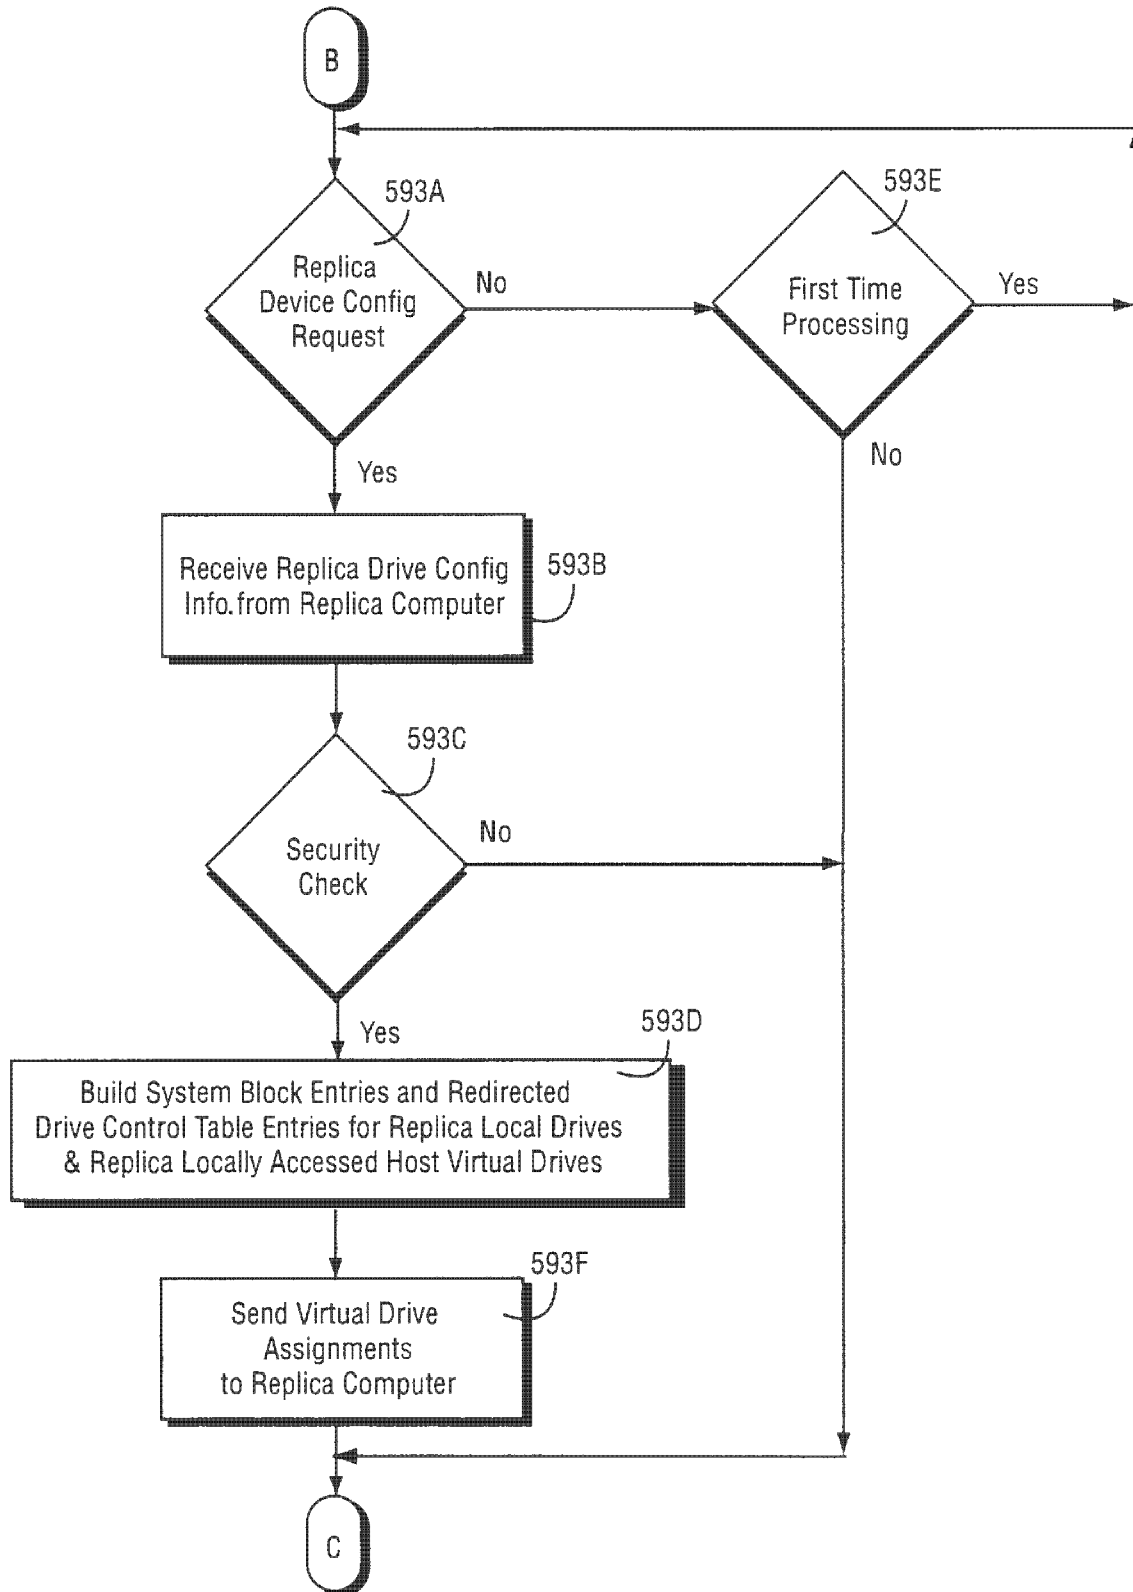 B
593A
Replica
Device Config
Request
No
593E
First Time
Processing
Yes
No
Yes
Receive Replica Drive Config
Info.from Replica Computer
593B
593C
Security
Check
No
Yes
593D
Build System Block Entries and Redirected
Drive Control Table Entries for Replica Local Drives
& Replica Locally Accessed Host Virtual Drives
593F
Send Virtual Drive
Assignments
to Replica Computer
C